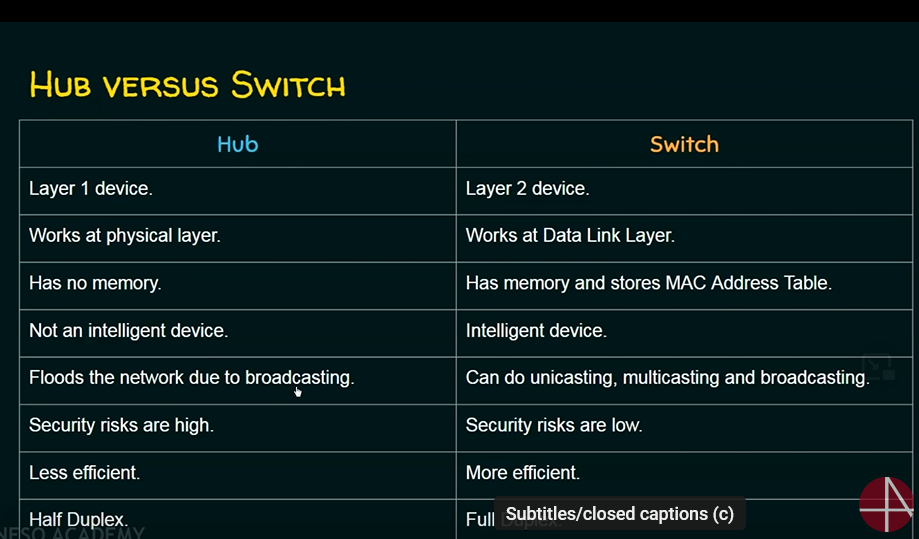 HUB VERSUS SWITCH
Hub Switch
Layer 1 device. Layer 2 device.
Works at physical layer. Works at Data Link Layer.
Has no memory. Has memory and stores MAC Address Table.
Not an intelligent device. Intelligent device.
Floods the network due to broadcasting. Can do unicasting, multicasting and broadcasting.
Security risks are high. Security risks are low.
Less efficient. More efficient.
Half Duplex. Full Duplex.
Subtitles/closed captions (c)
NESO ACADEMY